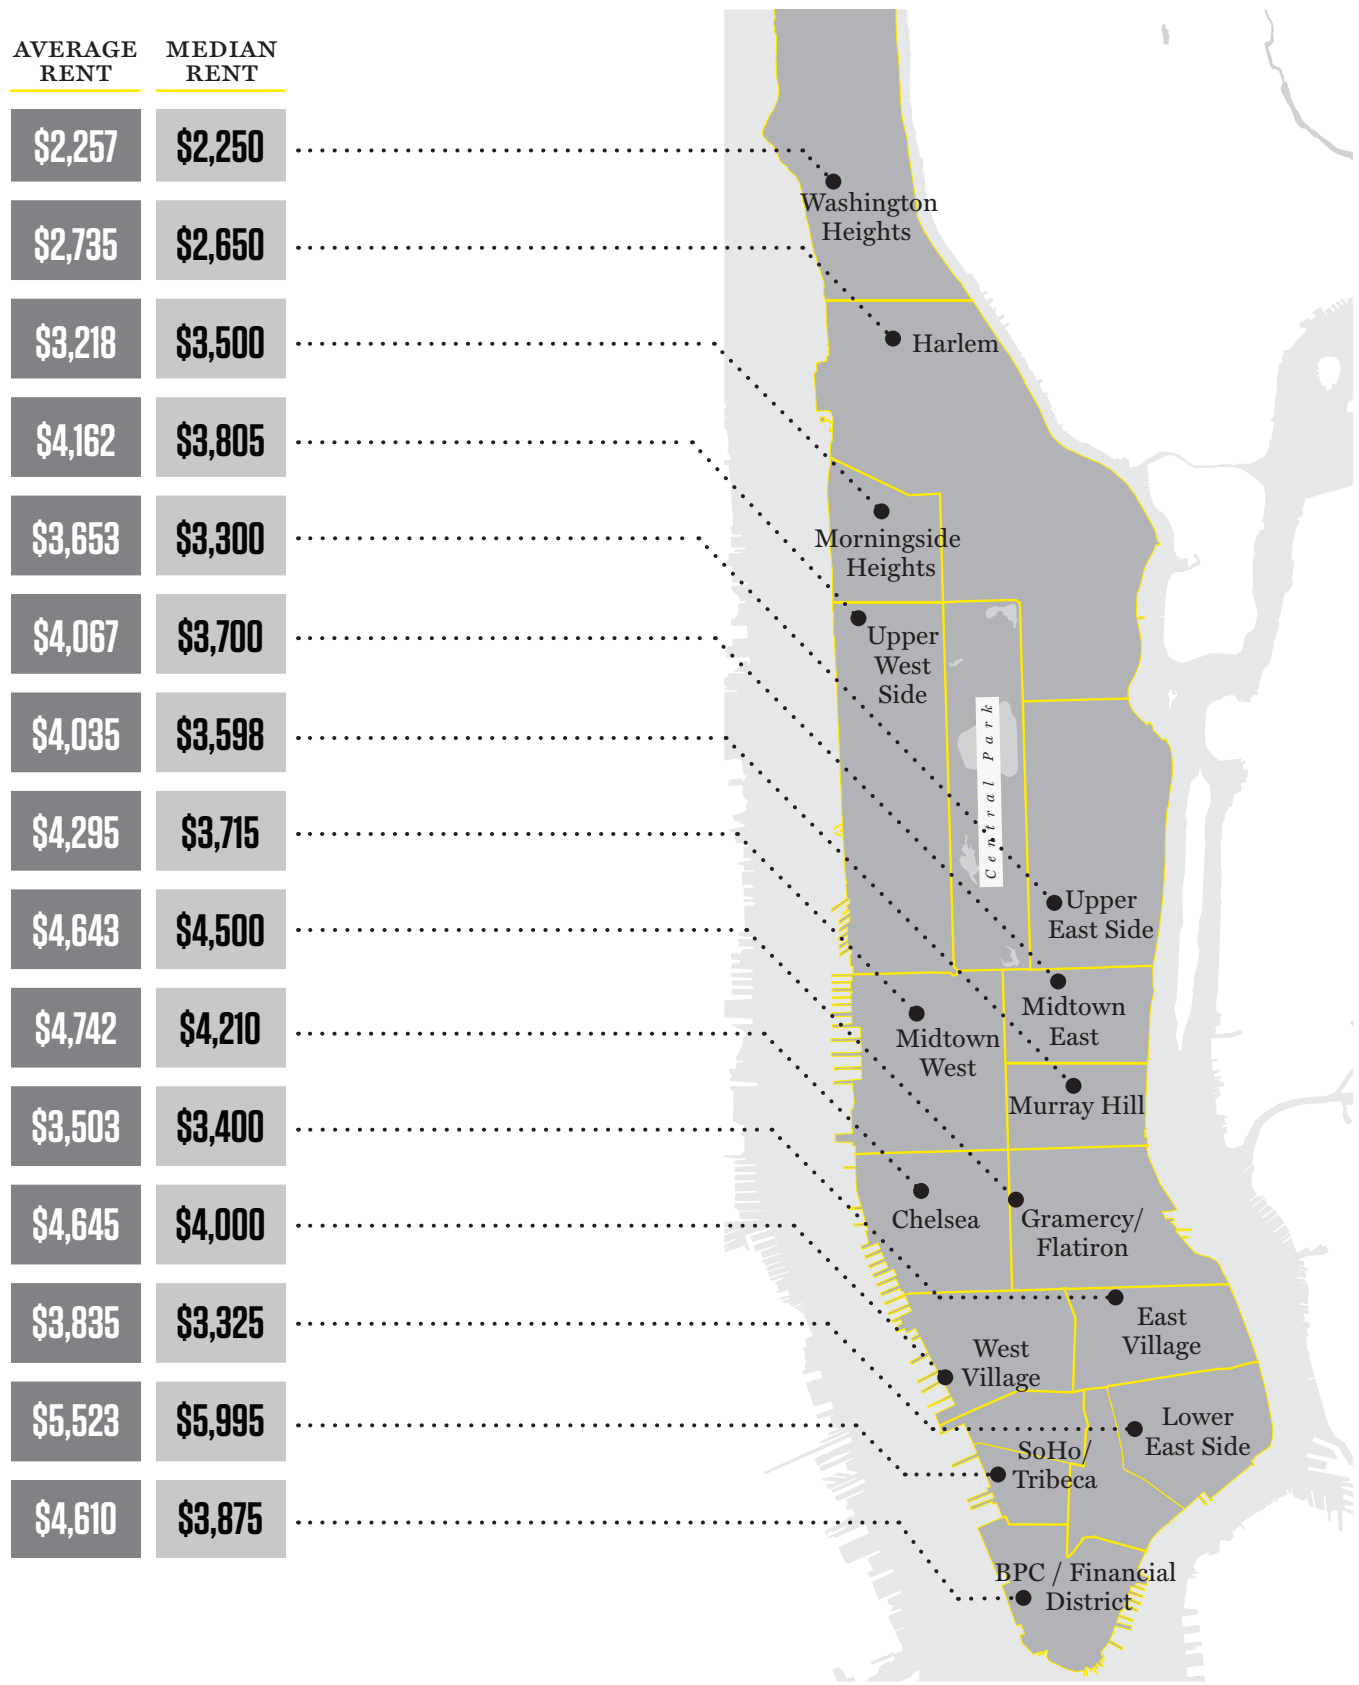 AVERAGE
RENT
MEDIAN
RENT
$2,257 $2,250
$2,735 $2,650
$3,218 $3,500
$4,162 $3,805
$3,653 $3,300
$4,067 $3,700
$4,035 $3,598
$4,295 $3,715
$4,643 $4,500
$4,742 $4,210
$3,503 $3,400
$4,645 $4,000
$3,835 $3,325
$5,523 $5,995
$4,610 $3,875
Washington
Heights
Harlem
Morningside
Heights
Upper
West
Side
Central Park
Upper
East Side
Midtown
East
Midtown
West
Murray Hill
Chelsea
Gramercy/
Flatiron
East
Village
West
Village
Lower
East Side
SoHo/
Tribeca
BPC / Financial
District